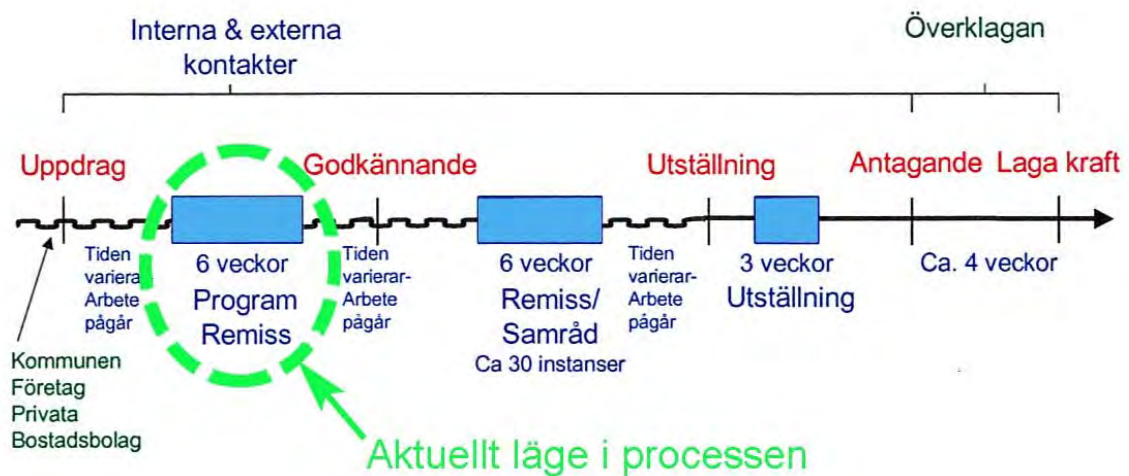 Interna & externa
kontakter
Överklagan
Uppdrag
Godkännande
Utställning
Antagande
Laga kraft
Tiden
varierar-
Arbete
pågår
6 veckor
Program
Remiss
Tiden
varierar-
Arbete
pågår
6 veckor
Remiss/
Samråd
Ca 30 instanser
Tiden
varierar-
Arbete
pågår
3 veckor
Utställning
Ca. 4 veckor
Kommunen
Företag
Privata
Bostadsbolag
Aktuellt läge i processen